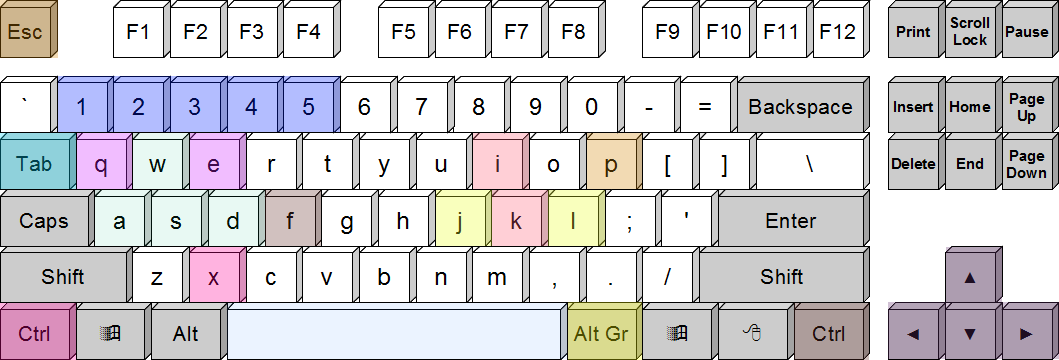 Esc F1 F2 F3 F4 F5 F6 F7 F8 F9 F10 F11 F12 Print Scroll Lock Pause
` 1 2 3 4 5 6 7 8 9 0 - = Backspace Insert Home Page Up
Tab q w e r t y u i o p [ ] \ Delete End Page Down
Caps a s d f g h j k l ; ' Enter
Shift z x c v b n m , . / Shift ▲
Ctrl Alt Alt Gr Ctrl ◄ ▼ ►